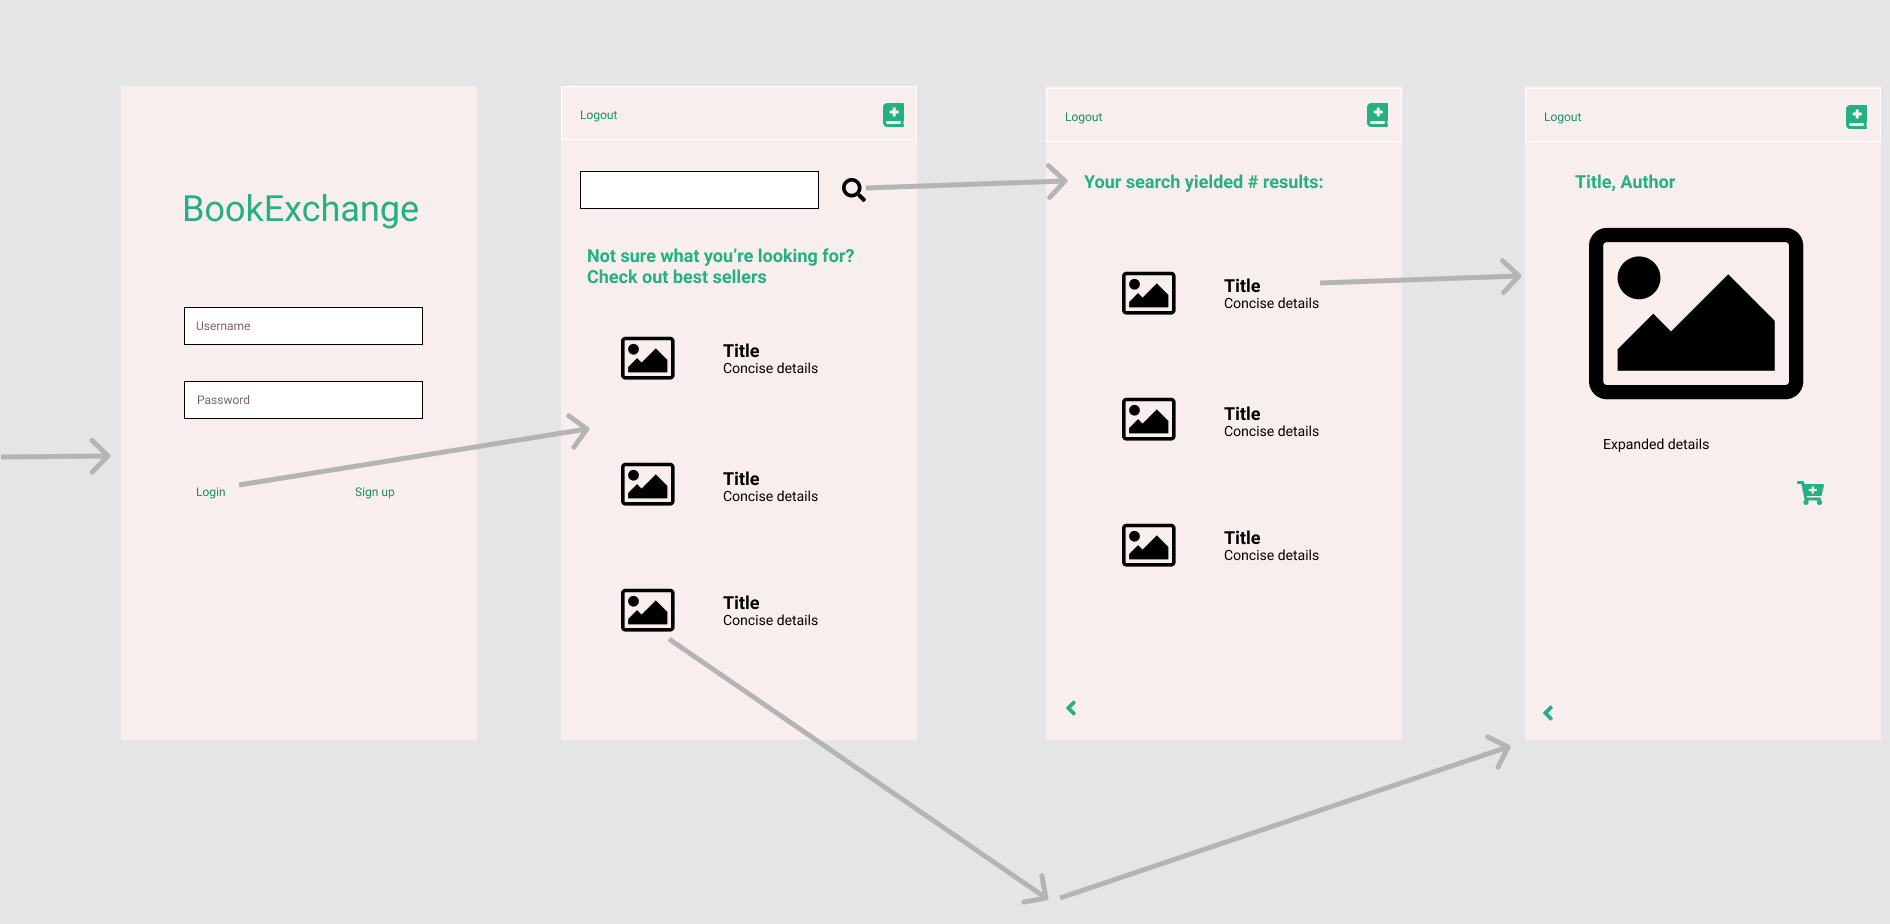 BookExchange
Username
Password
Login
Sign up
Logout
Not sure what you’re looking for?
Check out best sellers
Title
Concise details
Title
Concise details
Title
Concise details
Logout
Your search yielded # results:
Title
Concise details
Title
Concise details
Title
Concise details
Logout
Title, Author
Expanded details